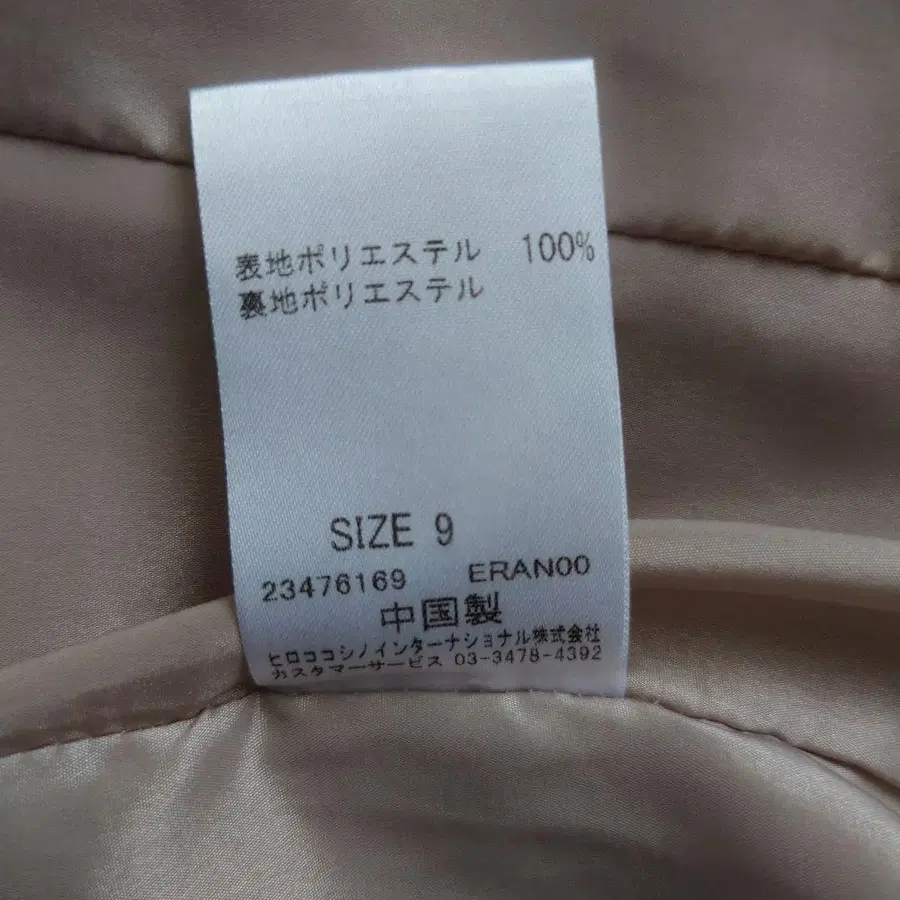 表地ポリエステル 100%
裏地ポリエステル
SIZE 9
23476169 ERAN00
中国製
ヒロココシノインターナショナル株式会社
カスタマーサービス 03-3478-4392